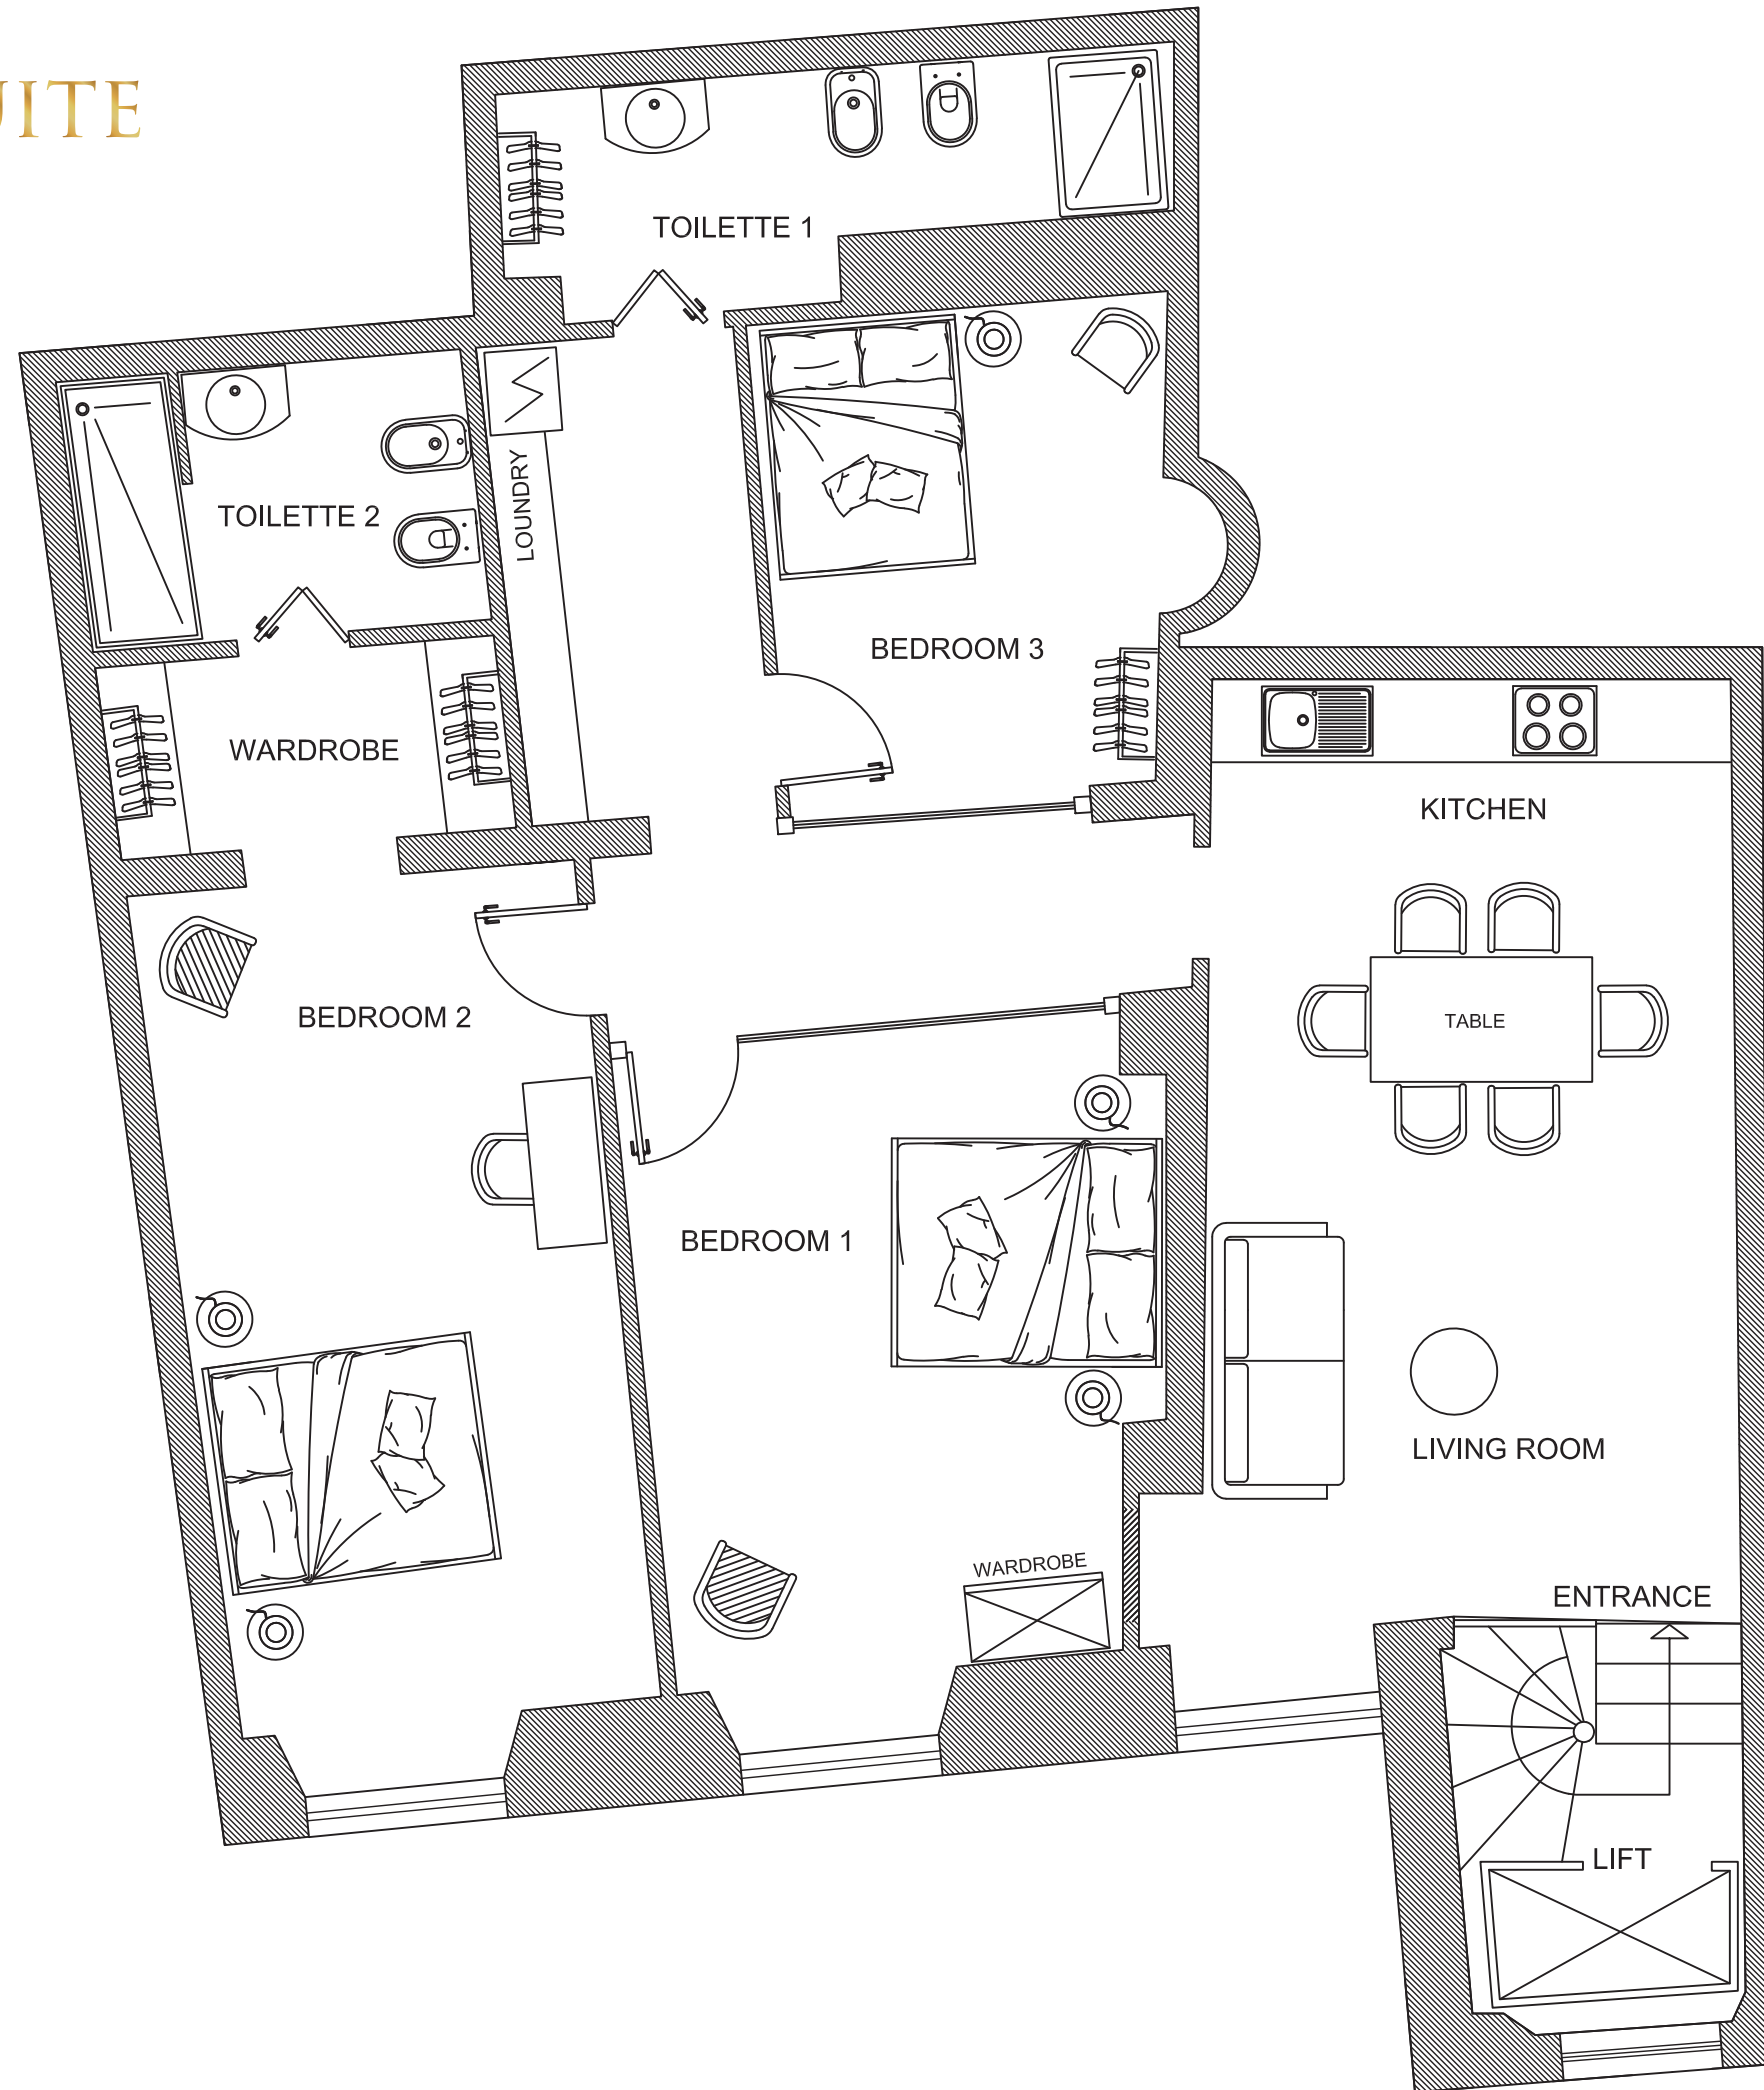 UITE
TOILETTE 1
TOILETTE 2
LOUNDRY
BEDROOM 3
WARDROBE
KITCHEN
BEDROOM 2
TABLE
BEDROOM 1
LIVING ROOM
WARDROBE
ENTRANCE
LIFT